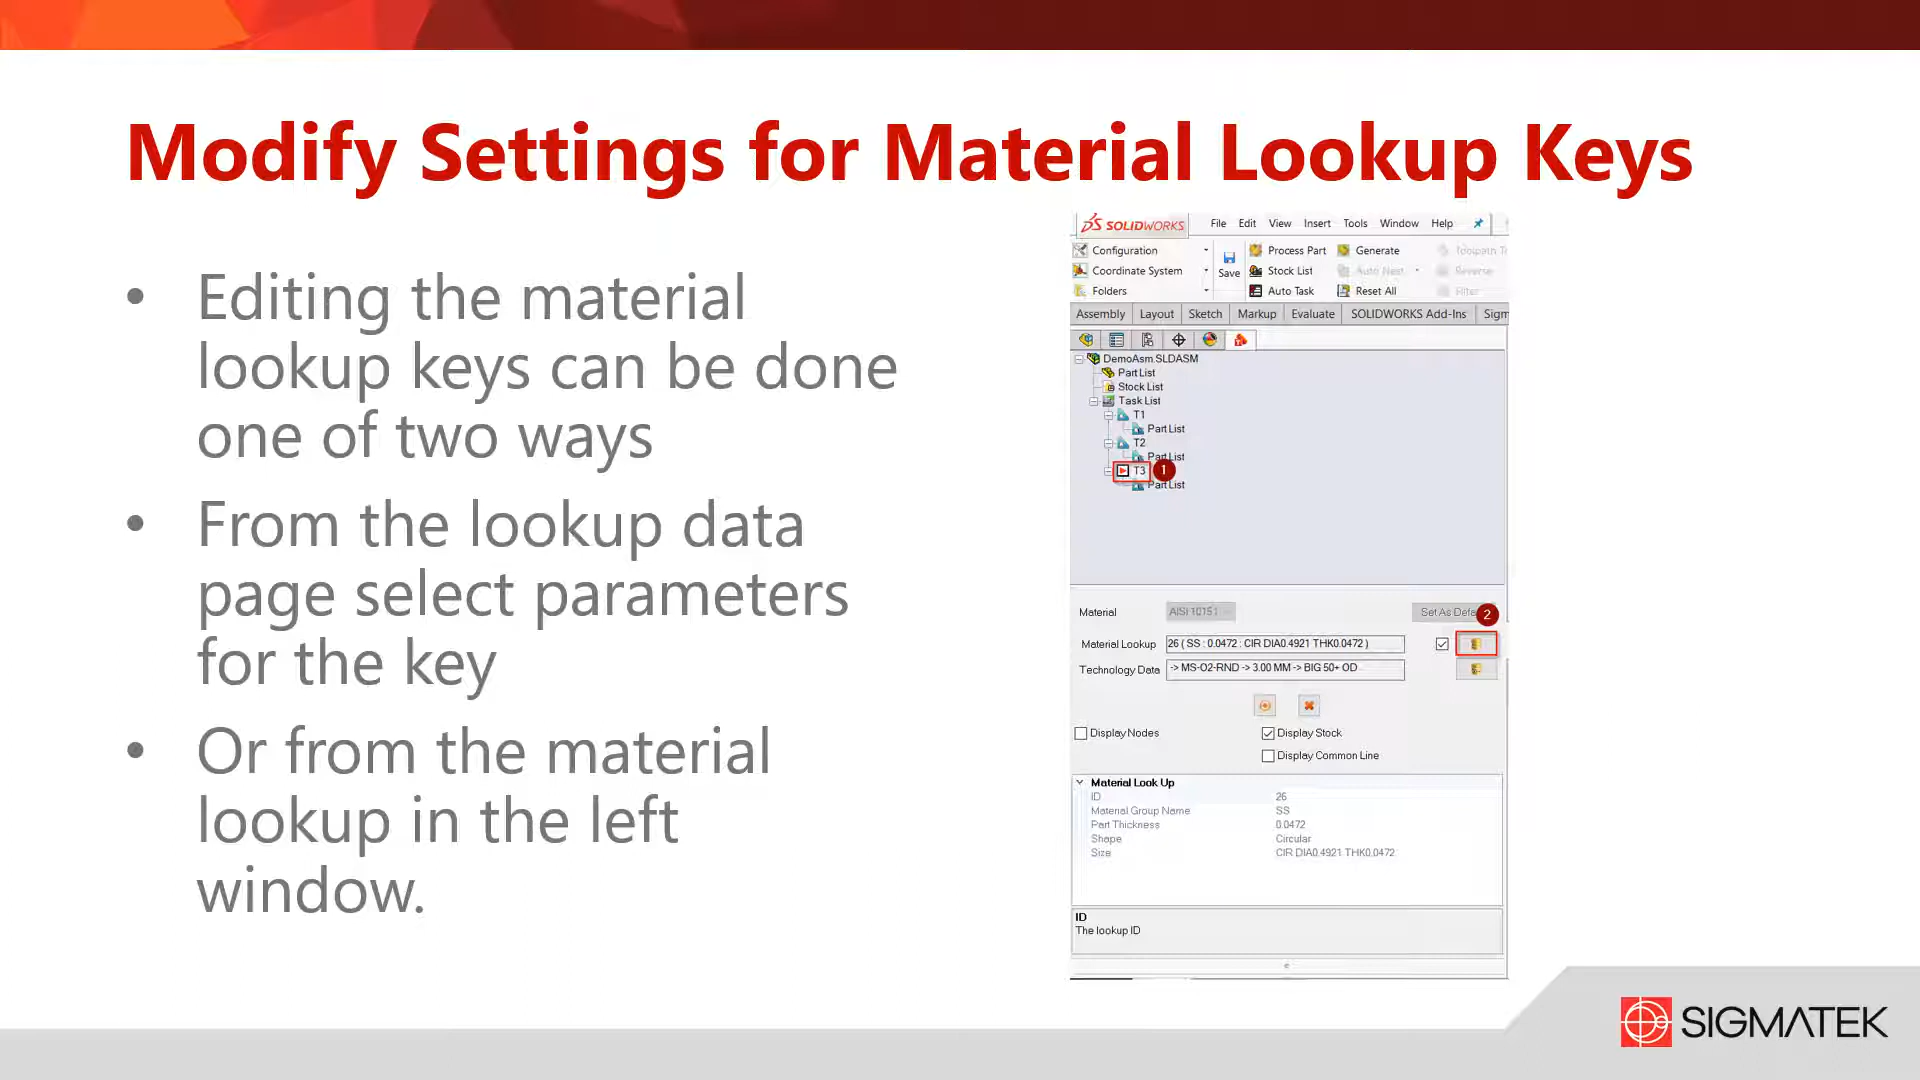 Modify Settings for Material Lookup Keys
• Editing the material
lookup keys can be done
one of two ways
• From the lookup data
page select parameters
for the key
• Or from the material
lookup in the left
window.
SOLIDWORKS File Edit View Insert Tools Window Help
Configuration Save Process Part Generate
Coordinate System Stock List Auto Nest Reverse
Folders Auto Task Reset All Filter
Assembly Layout Sketch Markup Evaluate SOLIDWORKS Add-Ins Sigm
DemoAsm.SLDASM
Part List
Stock List
Task List
T1
Part List
T2
Part List
T3 1
Part List
Material AISI 1015 Set As Defa 2
Material Lookup 26 ( SS : 0.0472 : CIR DIA0.4921 THK0.0472 )
Technology Data -> MS-O2-RND -> 3.00 MM -> BIG 50+ OD
Display Nodes Display Stock
Display Common Line
Material Look Up
ID 26
Material Group Name SS
Part Thickness 0.0472
Shape Circular
Size CIR DIA0.4921 THK0.0472
ID
The lookup ID
SIGMATEK